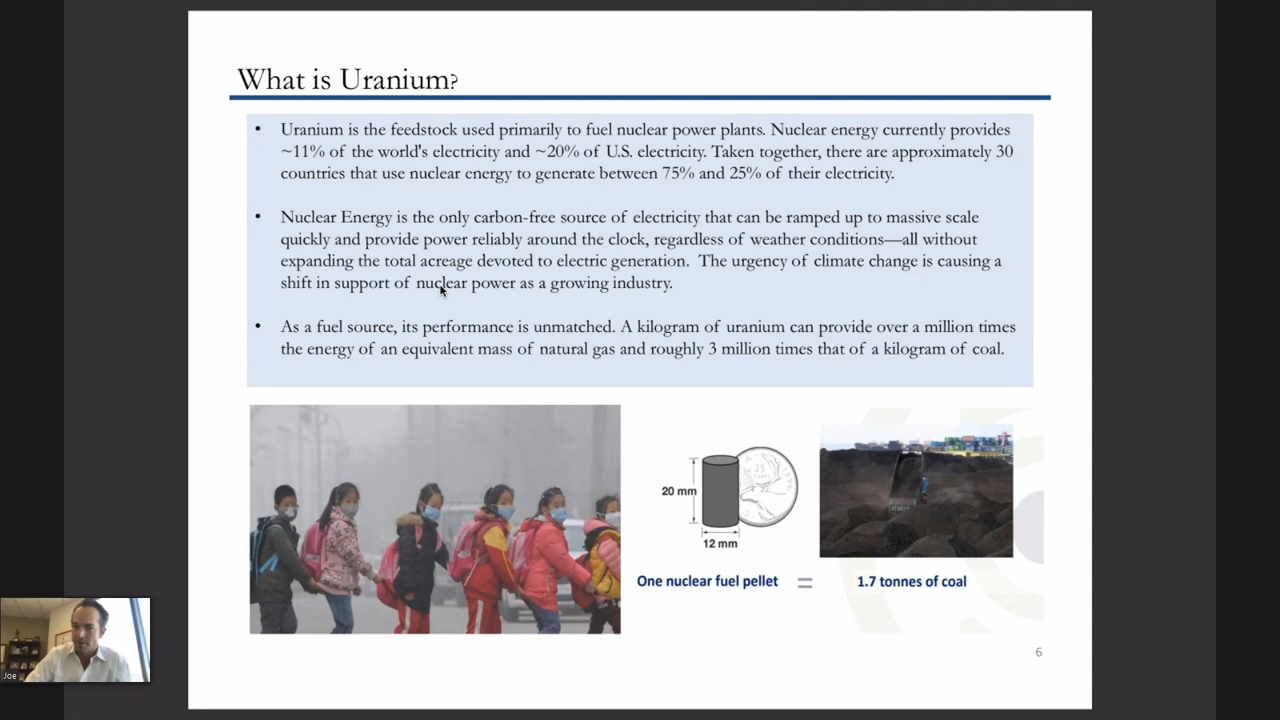 What is Uranium?
• Uranium is the feedstock used primarily to fuel nuclear power plants. Nuclear energy currently provides
~11% of the world's electricity and ~20% of U.S. electricity. Taken together, there are approximately 30
countries that use nuclear energy to generate between 75% and 25% of their electricity.
• Nuclear Energy is the only carbon-free source of electricity that can be ramped up to massive scale
quickly and provide power reliably around the clock, regardless of weather conditions—all without
expanding the total acreage devoted to electric generation.  The urgency of climate change is causing a
shift in support of nuclear power as a growing industry.
• As a fuel source, its performance is unmatched. A kilogram of uranium can provide over a million times
the energy of an equivalent mass of natural gas and roughly 3 million times that of a kilogram of coal.
20 mm
25
12 mm
One nuclear fuel pellet = 1.7 tonnes of coal
6
Joe